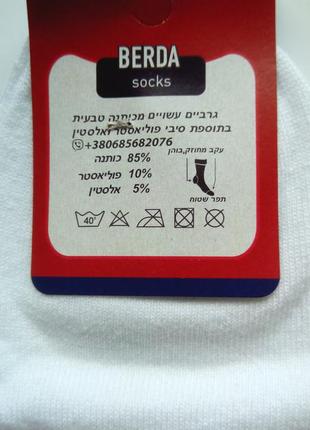 BERDA
socks
גרביים עשויים מכיתנה טבעית
בתוספת סיבי פוליאסטר ואלסטין
+380685682076
עקב מחוזק,בוהן
85% כותנה
10% פוליאסטר
5% אלסטין
תפר שטוח
40°